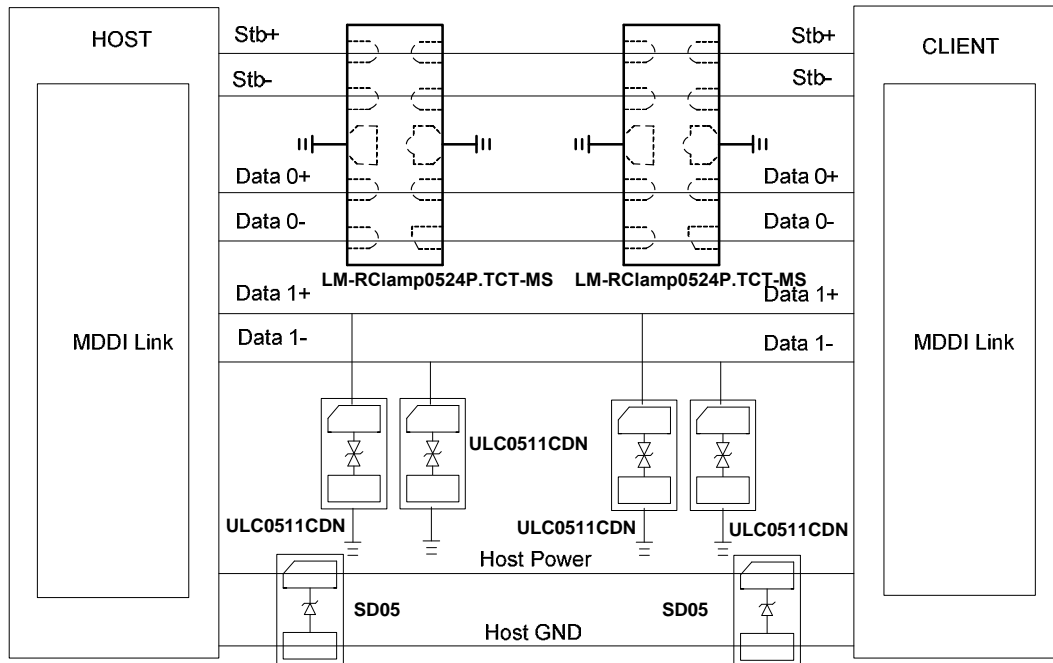 HOST
CLIENT
Stb+
Stb+
Stb-
Stb-
Data 0+
Data 0+
Data 0-
Data 0-
LM-RClamp0524P.TCT-MS
LM-RClamp0524P.TCT-MS
Data 1+
Data 1+
MDDI Link
Data 1-
Data 1-
MDDI Link
ULC0511CDN
ULC0511CDN
ULC0511CDN
ULC0511CDN
Host Power
SD05
SD05
Host GND